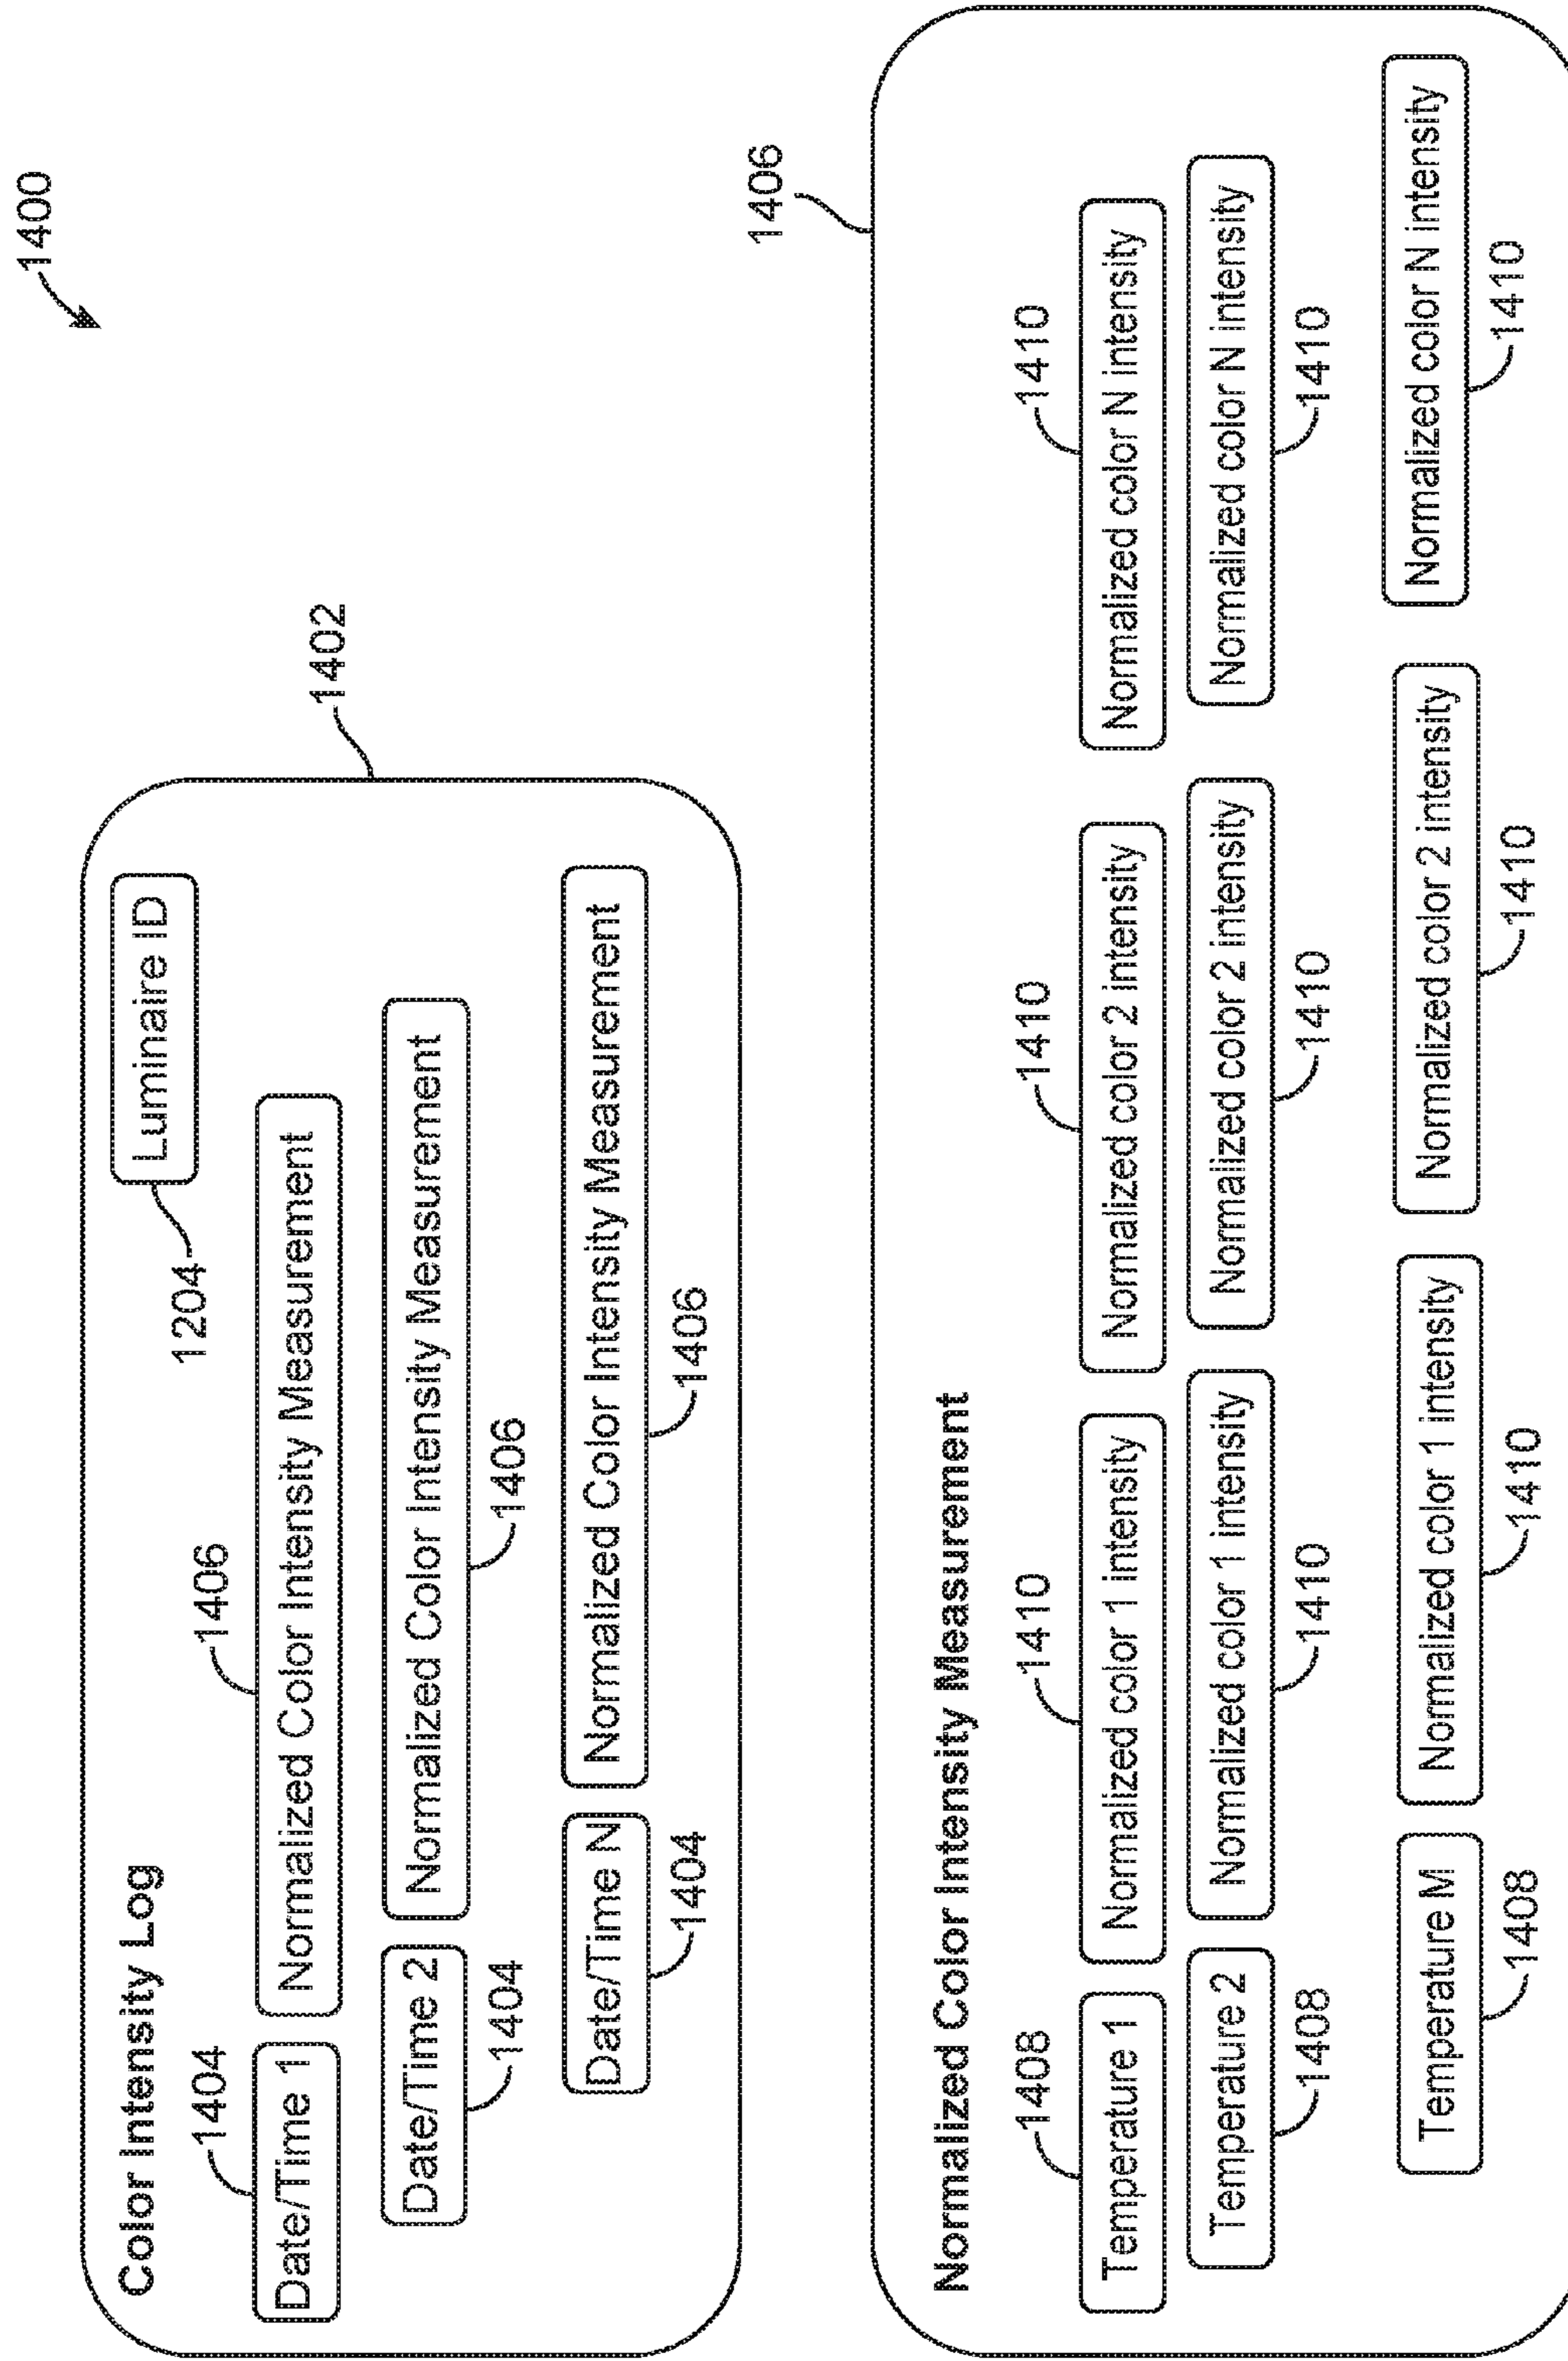 1400
Color Intensity Log
Luminaire ID
1204
1404
1406
Date/Time 1
Normalized Color Intensity Measurement
Date/Time 2
Normalized Color Intensity Measurement
1404
1406
1402
Date/Time N
Normalized Color Intensity Measurement
1404
1406
1406
Normalized Color Intensity Measurement
1408
1410
1410
1410
Temperature 1
Normalized color 1 intensity
Normalized color 2 intensity
Normalized color N intensity
Temperature 2
Normalized color 1 intensity
Normalized color 2 intensity
Normalized color N intensity
1408
1410
1410
1410
Temperature M
Normalized color 1 intensity
Normalized color 2 intensity
Normalized color N intensity
1408
1410
1410
1410